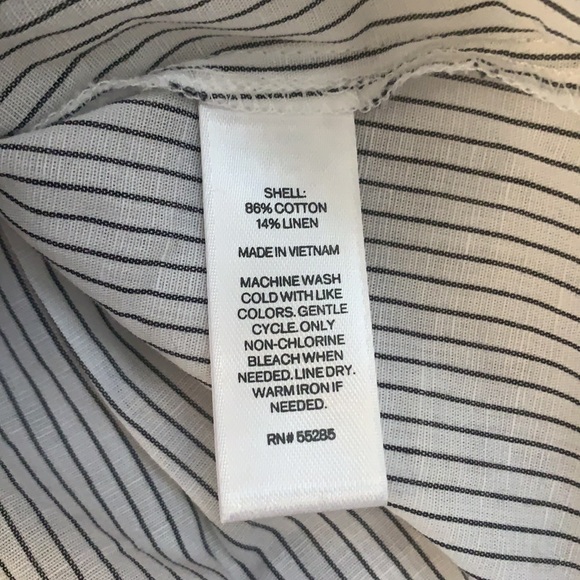 SHELL:
86% COTTON
14% LINEN
MADE IN VIETNAM
MACHINE WASH
COLD WITH LIKE
COLORS. GENTLE
CYCLE. ONLY
NON-CHLORINE
BLEACH WHEN
NEEDED. LINE DRY.
WARM IRON IF
NEEDED.
RN# 55285